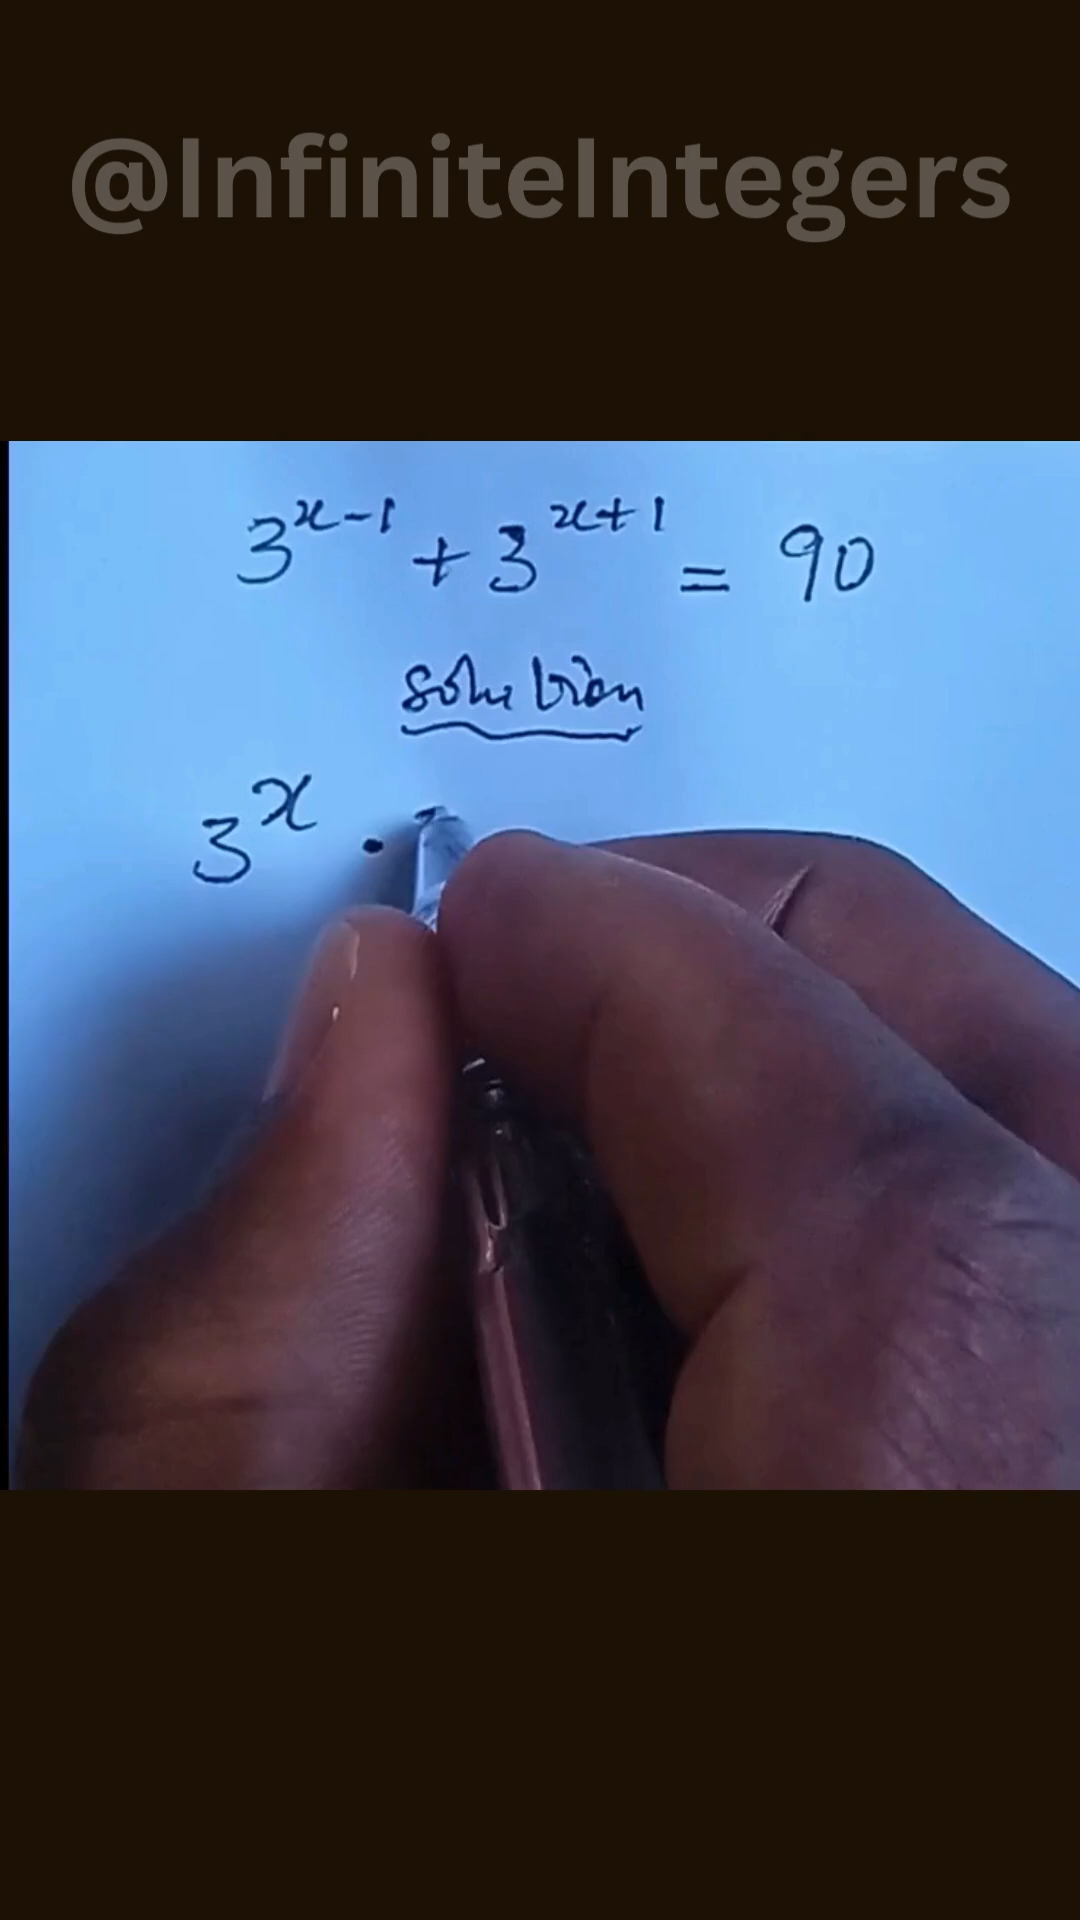 @InfiniteIntegers
3^{x-1} + 3^{x+1} = 90
solution
3^x ·